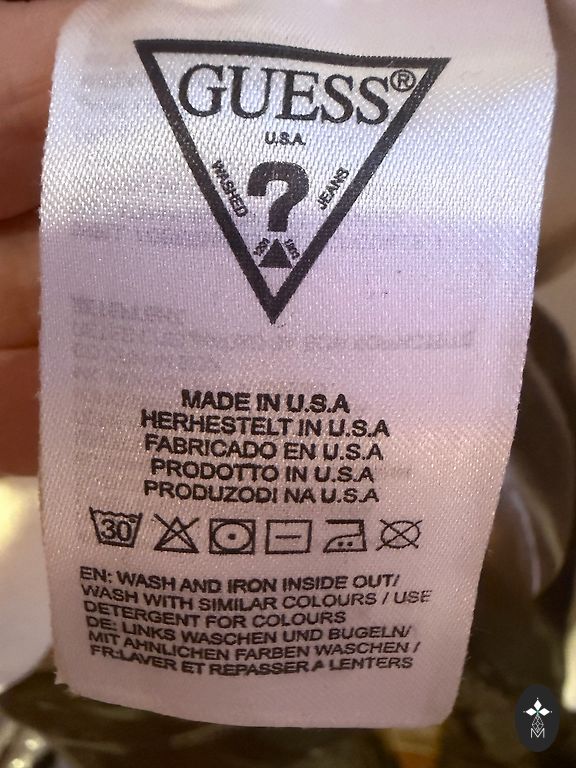 GUESS®
U.S.A.
WASHED
?
JEANS
MADE IN U.S.A
HERHESTELT IN U.S.A
FABRICADO EN U.S.A
PRODOTTO IN U.S.A
PRODUZODI NA U.S.A
30
EN: WASH AND IRON INSIDE OUT/
WASH WITH SIMILAR COLOURS / USE
DETERGENT FOR COLOURS
DE: LINKS WASCHEN UND BUGELN/
MIT AHNLICHEN FARBEN WASCHEN /
FR:LAVER ET REPASSER A LENTERS
M